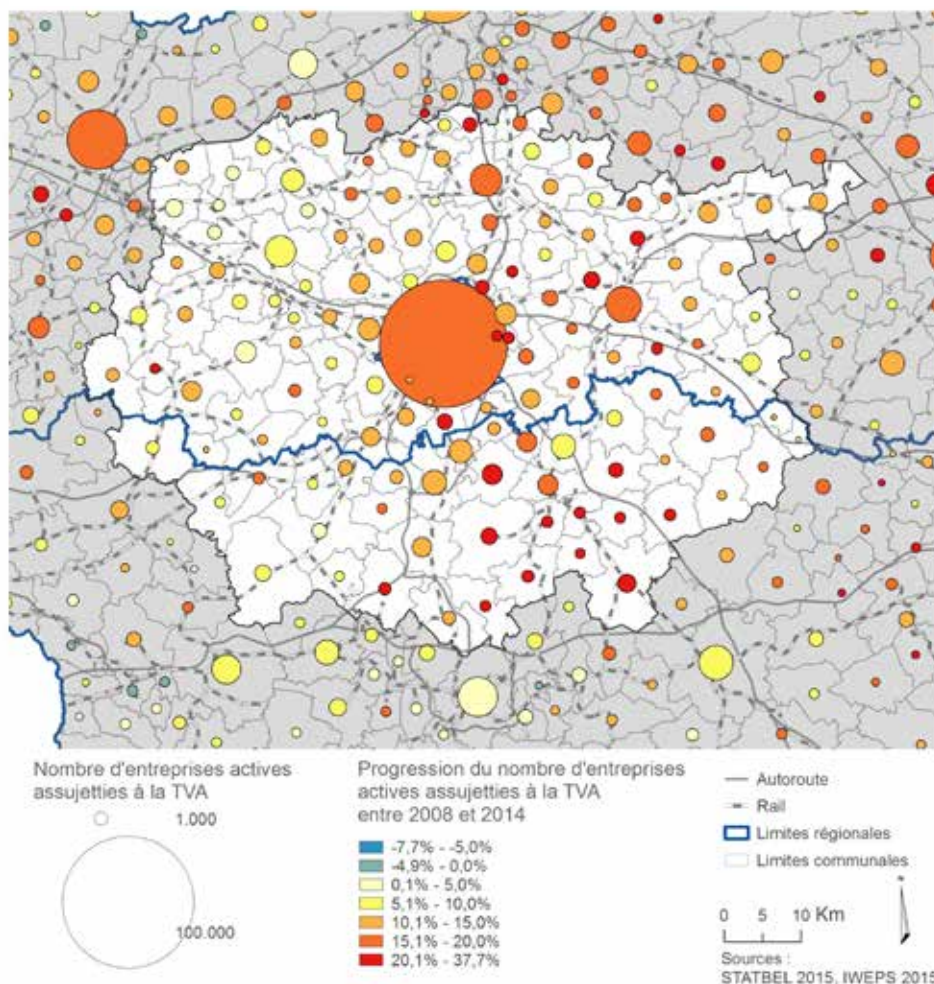 Nombre d'entreprises actives
assujetties à la TVA
1.000
100.000
Progression du nombre d'entreprises
actives assujetties à la TVA
entre 2008 et 2014
-7,7% - -5,0%
-4,9% - 0,0%
0,1% - 5,0%
5,1% - 10,0%
10,1% - 15,0%
15,1% - 20,0%
20,1% - 37,7%
Autoroute
Rail
Limites régionales
Limites communales
0 5 10 Km
Sources :
STATBEL 2015, IWEPS 2015